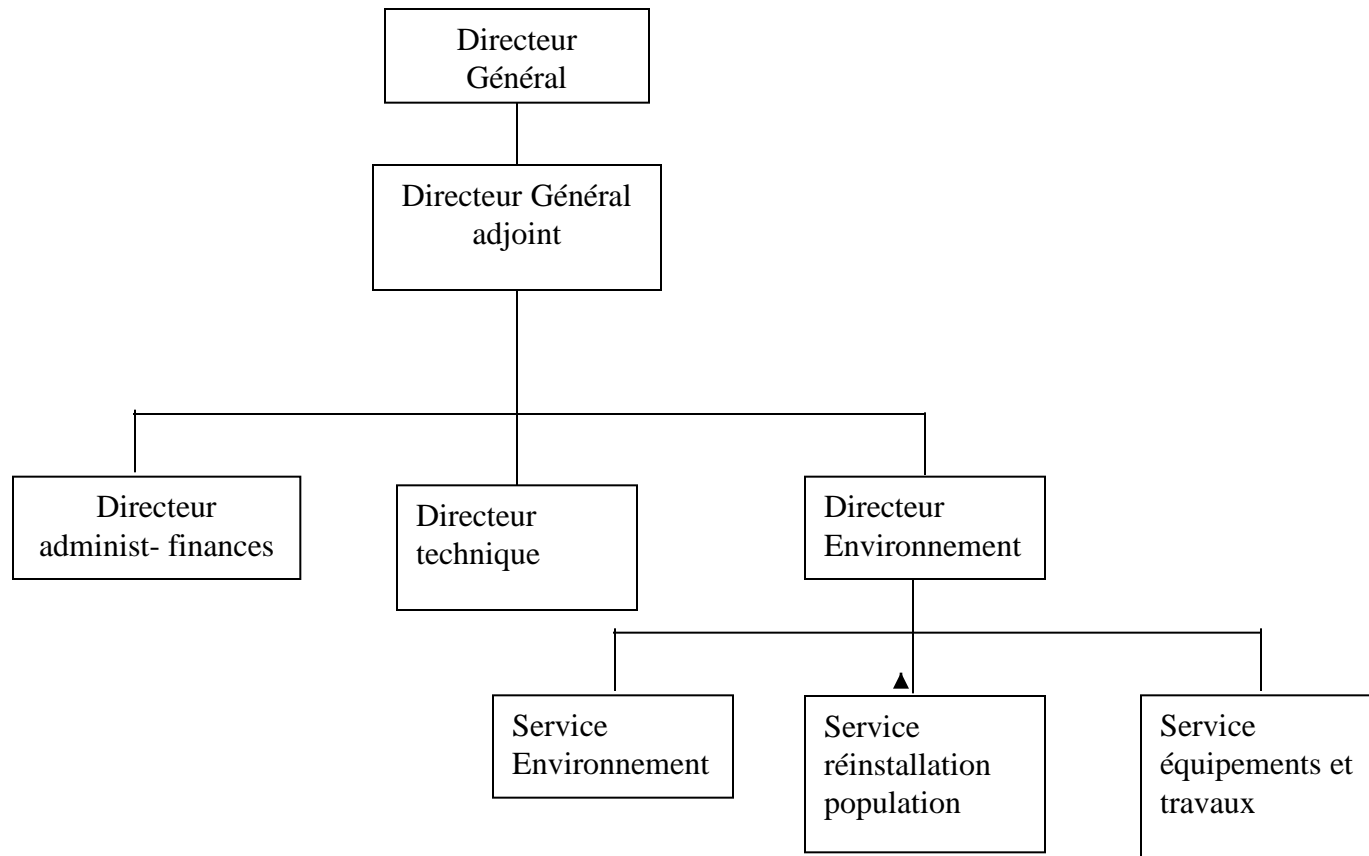 Directeur
Général
Directeur Général
adjoint
Directeur
administ- finances
Directeur
technique
Directeur
Environnement
Service
Environnement
Service
réinstallation
population
Service
équipements et
travaux